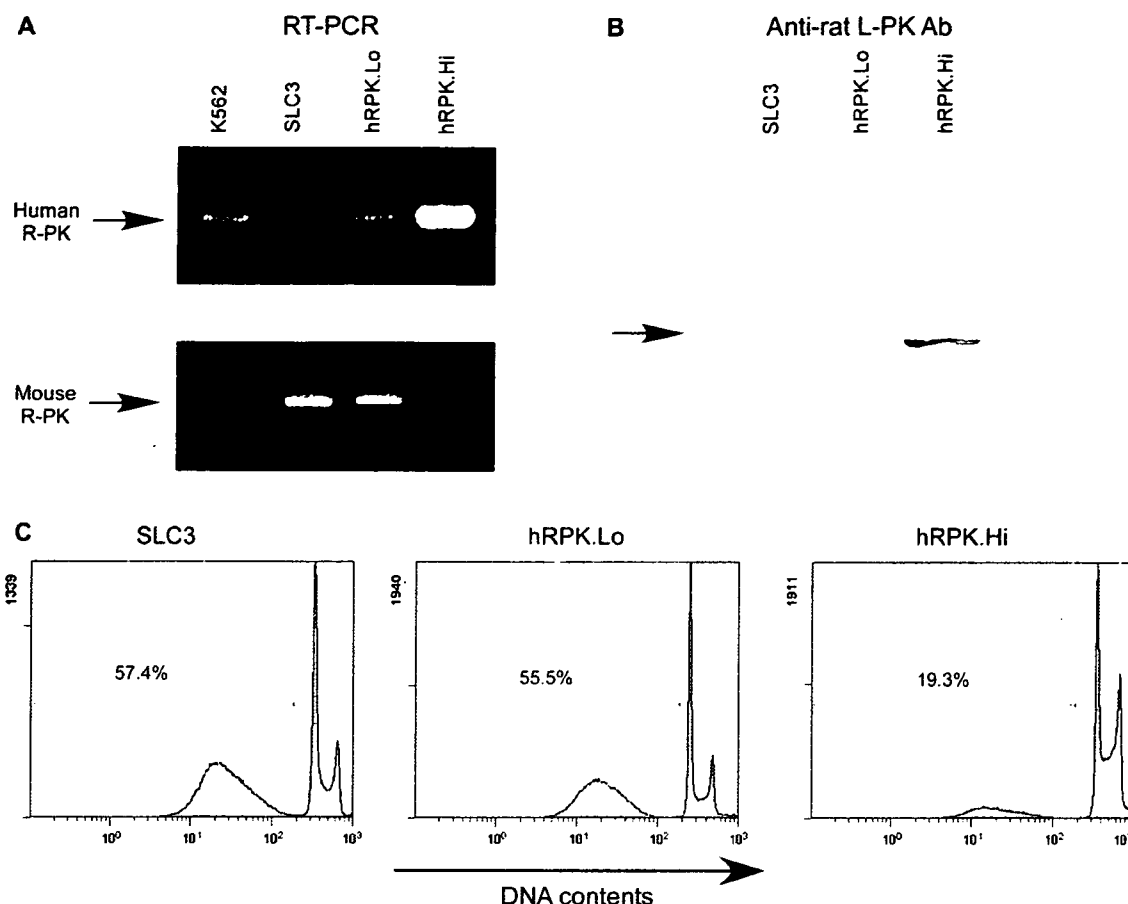 A
RT-PCR
K562
SLC3
hRPK.Lo
hRPK.Hi
Human
R-PK
Mouse
R-PK
B
Anti-rat L-PK Ab
SLC3
hRPK.Lo
hRPK.Hi
C
SLC3
1339
57.4%
10⁰ 10¹ 10² 10³
hRPK.Lo
1940
55.5%
10⁰ 10¹ 10² 10³
hRPK.Hi
1911
19.3%
10⁰ 10¹ 10² 10³
DNA contents